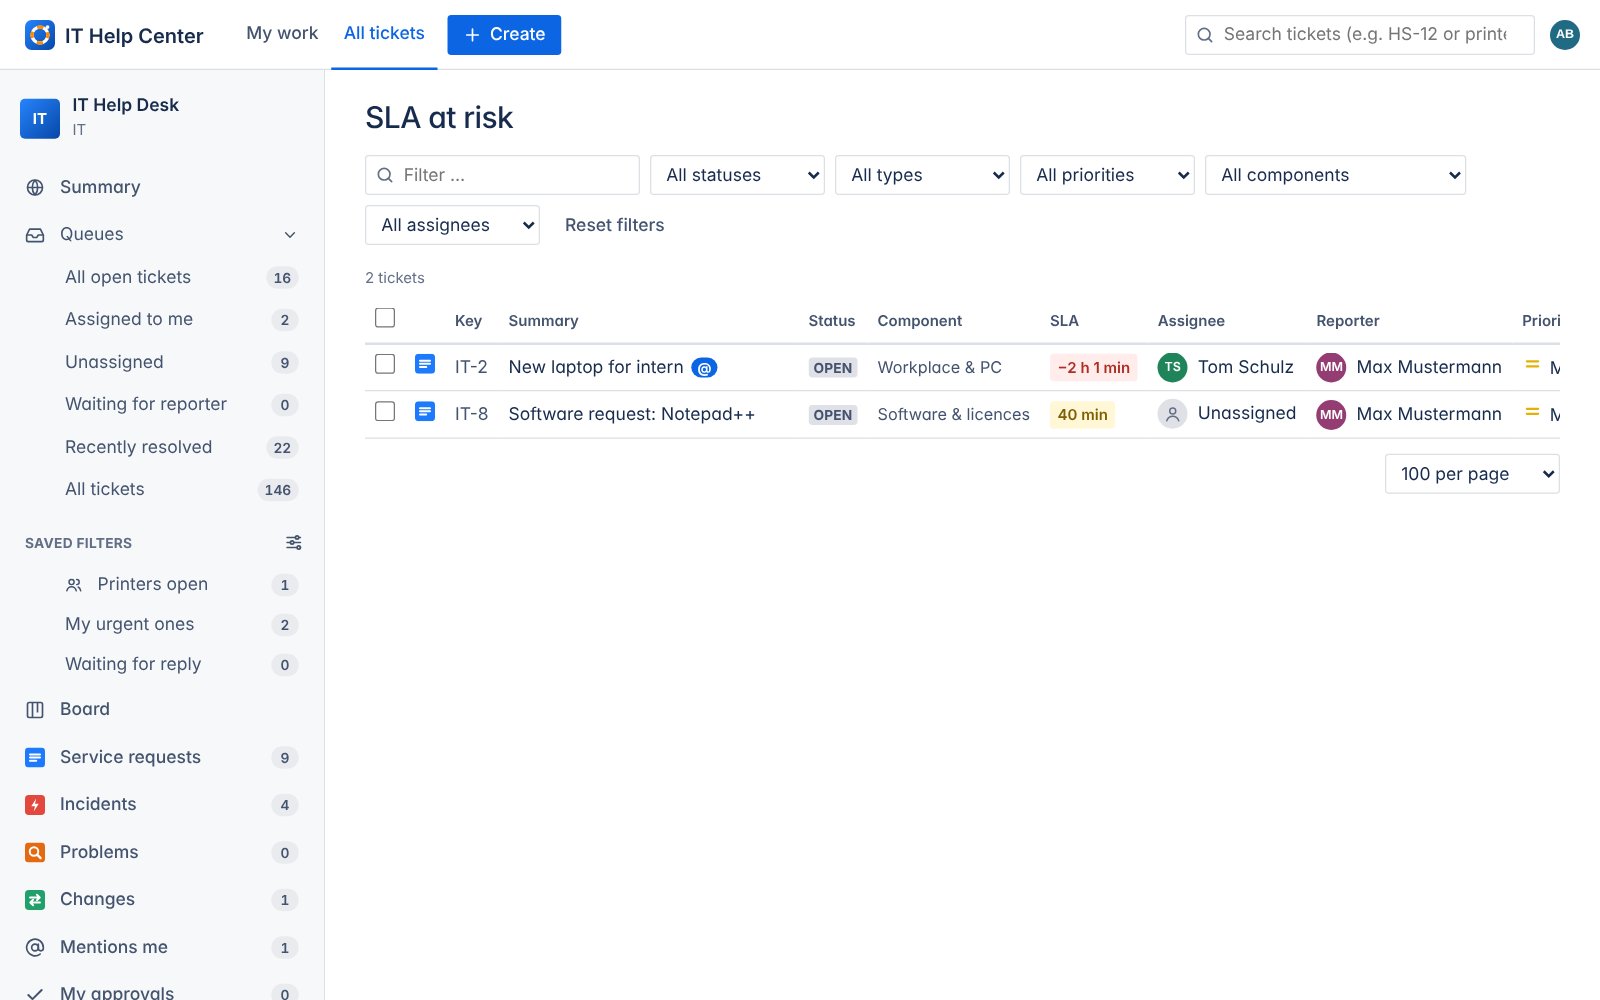 IT Help Center
My work
All tickets
+ Create
Search tickets (e.g. HS-12 or printe
AB
IT
IT Help Desk
IT
Summary
Queues
All open tickets 16
Assigned to me 2
Unassigned 9
Waiting for reporter 0
Recently resolved 22
All tickets 146
SAVED FILTERS
Printers open 1
My urgent ones 2
Waiting for reply 0
Board
Service requests 9
Incidents 4
Problems 0
Changes 1
Mentions me 1
My approvals 0
SLA at risk
Filter ...
All statuses
All types
All priorities
All components
All assignees
Reset filters
2 tickets
Key Summary Status Component SLA Assignee Reporter Priori
IT-2 New laptop for intern @ OPEN Workplace & PC −2 h 1 min TS Tom Schulz MM Max Mustermann M
IT-8 Software request: Notepad++ OPEN Software & licences 40 min Unassigned MM Max Mustermann M
100 per page